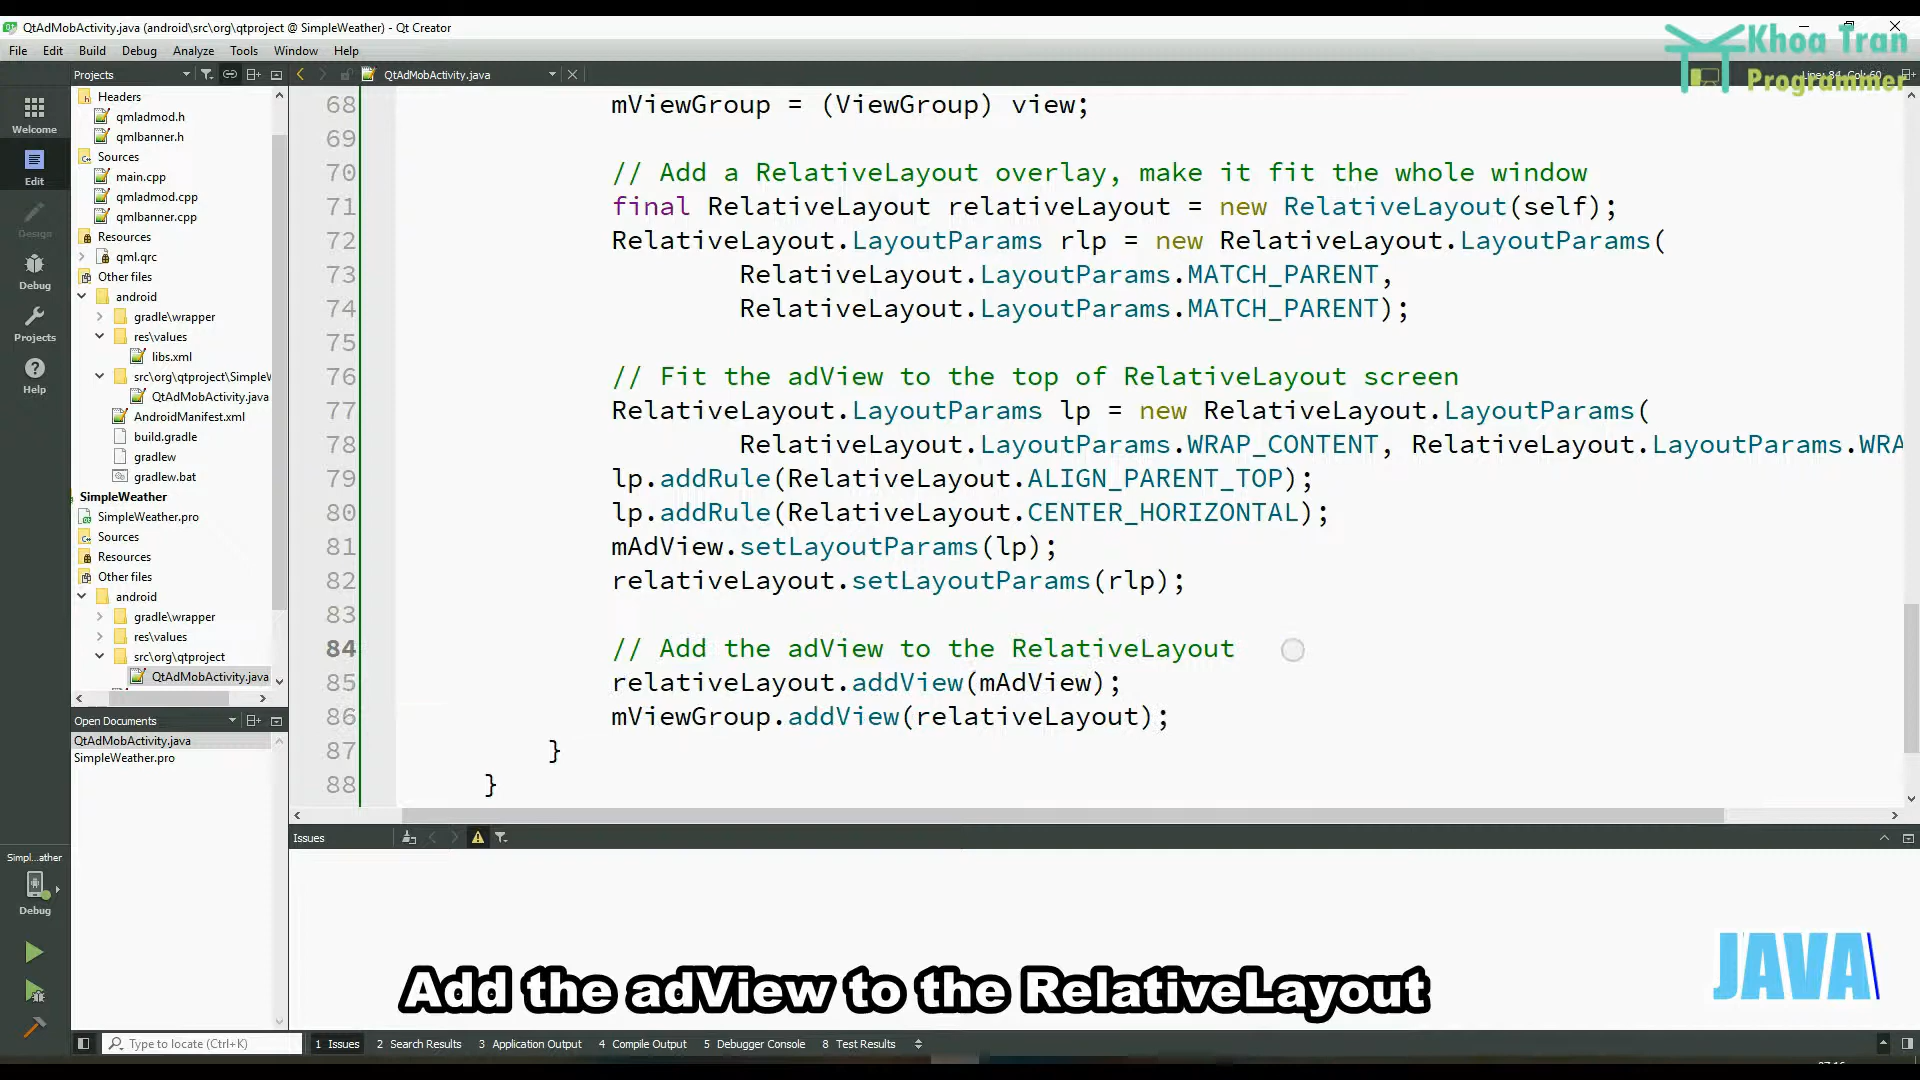 QtAdMobActivity.java (android\src\org\qtproject @ SimpleWeather) - Qt Creator
File Edit Build Debug Analyze Tools Window Help
Khoa Tran
Programmer
Projects
QtAdMobActivity.java
Welcome
Edit
Design
Debug
Projects
Help
Headers
qmladmod.h
qmlbanner.h
Sources
main.cpp
qmladmod.cpp
qmlbanner.cpp
Resources
qml.qrc
Other files
android
gradle\wrapper
res\values
libs.xml
src\org\qtproject\Simple
QtAdMobActivity.java
AndroidManifest.xml
build.gradle
gradlew
gradlew.bat
SimpleWeather
SimpleWeather.pro
Sources
Resources
Other files
android
gradle\wrapper
res\values
src\org\qtproject
QtAdMobActivity.java
Open Documents
QtAdMobActivity.java
SimpleWeather.pro
68 mViewGroup = (ViewGroup) view;
69
70 // Add a RelativeLayout overlay, make it fit the whole window
71 final RelativeLayout relativeLayout = new RelativeLayout(self);
72 RelativeLayout.LayoutParams rlp = new RelativeLayout.LayoutParams(
73 RelativeLayout.LayoutParams.MATCH_PARENT,
74 RelativeLayout.LayoutParams.MATCH_PARENT);
75
76 // Fit the adView to the top of RelativeLayout screen
77 RelativeLayout.LayoutParams lp = new RelativeLayout.LayoutParams(
78 RelativeLayout.LayoutParams.WRAP_CONTENT, RelativeLayout.LayoutParams.WRA
79 lp.addRule(RelativeLayout.ALIGN_PARENT_TOP);
80 lp.addRule(RelativeLayout.CENTER_HORIZONTAL);
81 mAdView.setLayoutParams(lp);
82 relativeLayout.setLayoutParams(rlp);
83
84 // Add the adView to the RelativeLayout
85 relativeLayout.addView(mAdView);
86 mViewGroup.addView(relativeLayout);
87 }
88 }
Issues
Simpl...ather
Debug
JAVA
Add the adView to the RelativeLayout
Type to locate (Ctrl+K)
1 Issues 2 Search Results 3 Application Output 4 Compile Output 5 Debugger Console 8 Test Results